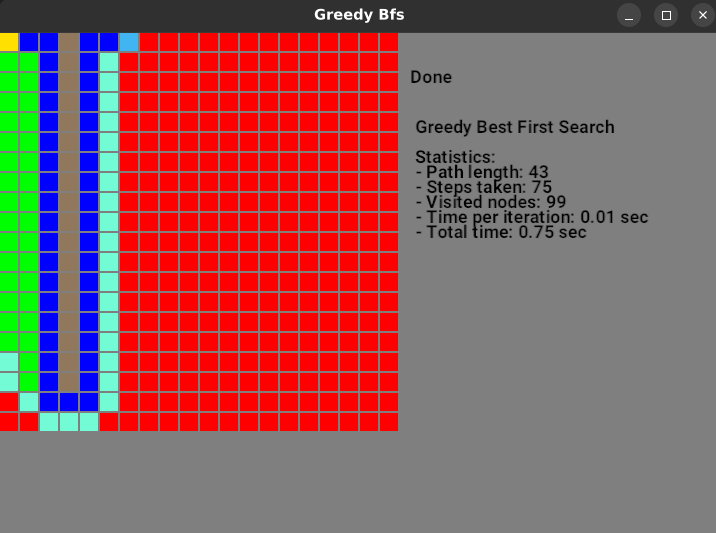 Greedy Bfs
Done
Greedy Best First Search
Statistics:
- Path length: 43
- Steps taken: 75
- Visited nodes: 99
- Time per iteration: 0.01 sec
- Total time: 0.75 sec